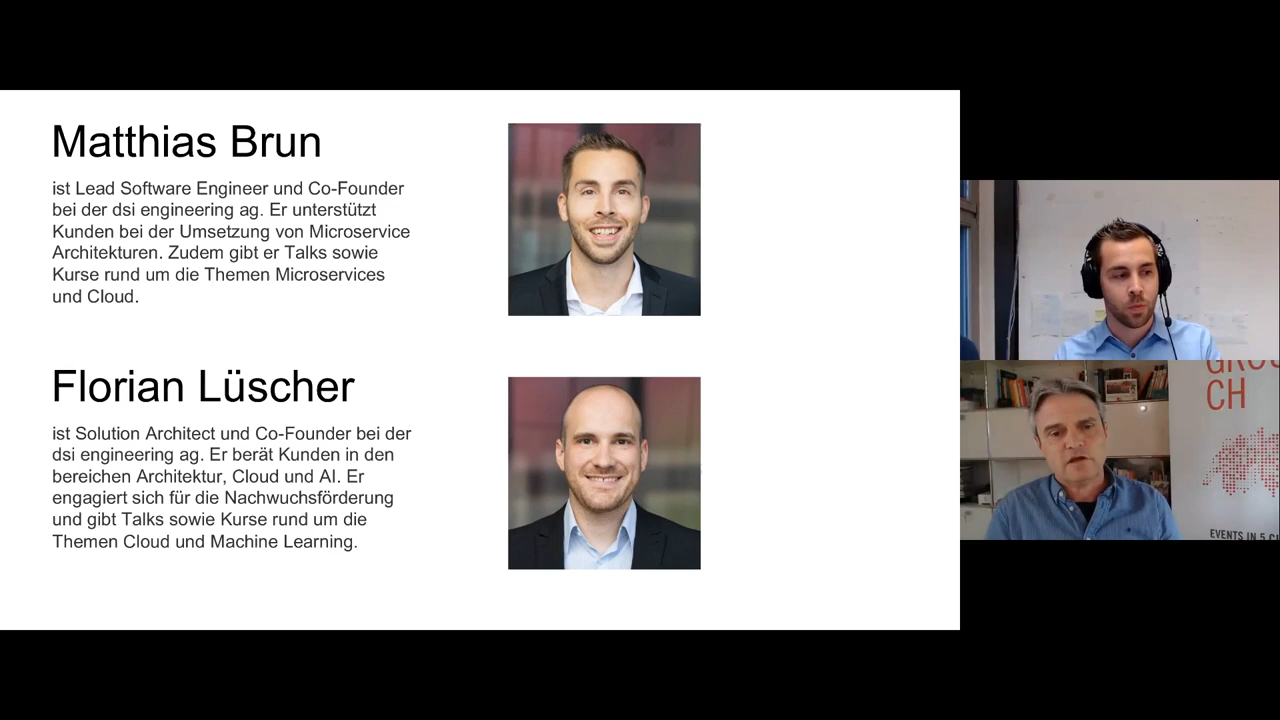 Matthias Brun
ist Lead Software Engineer und Co-Founder
bei der dsi engineering ag. Er unterstützt
Kunden bei der Umsetzung von Microservice
Architekturen. Zudem gibt er Talks sowie
Kurse rund um die Themen Microservices
und Cloud.
Florian Lüscher
ist Solution Architect und Co-Founder bei der
dsi engineering ag. Er berät Kunden in den
bereichen Architektur, Cloud und AI. Er
engagiert sich für die Nachwuchsförderung
und gibt Talks sowie Kurse rund um die
Themen Cloud und Machine Learning.
CH
EVENTS IN 5